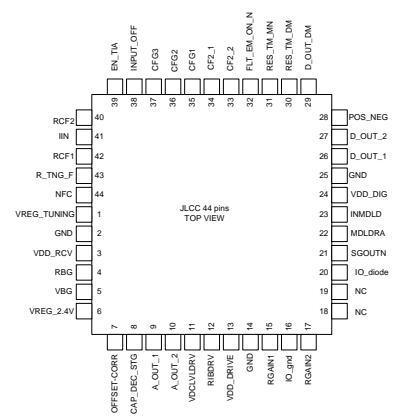 EN_TIA
INPUT_OFF
CFG3
CFG2
CFG1
CF2_1
CF2_2
FLT_EM_ON_N
RES_TM_MN
RES_TM_DM
D_OUT_DM
39
38
37
36
35
34
33
32
31
30
29
RCF2 40
IIN 41
RCF1 42
R_TNG_F 43
NFC 44
VREG_TUNING 1
GND 2
VDD_RCV 3
RBG 4
VBG 5
VREG_2.4V 6
JLCC 44 pins
TOP VIEW
28 POS_NEG
27 D_OUT_2
26 D_OUT_1
25 GND
24 VDD_DIG
23 INMDLD
22 MDLDRA
21 SGOUTN
20 IO_diode
19 NC
18 NC
7
8
9
10
11
12
13
14
15
16
17
OFFSET-CORR
CAP_DEC_STG
A_OUT_1
A_OUT_2
VDCLVLDRV
RIBDRV
VDD_DRIVE
GND
RGAIN1
IO_gnd
RGAIN2